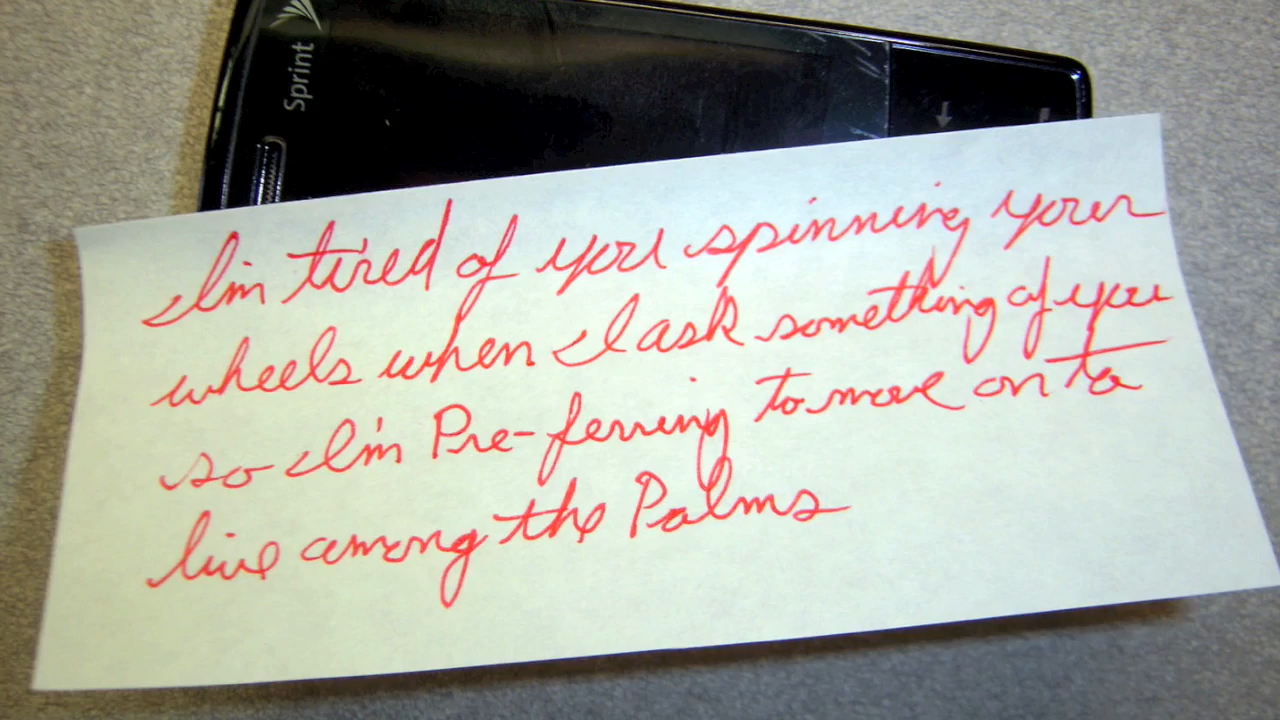 Sprint
I'm tired of you spinning your
wheels when I ask something of you
so I'm Pre-ferring to move on to
live among the Palms